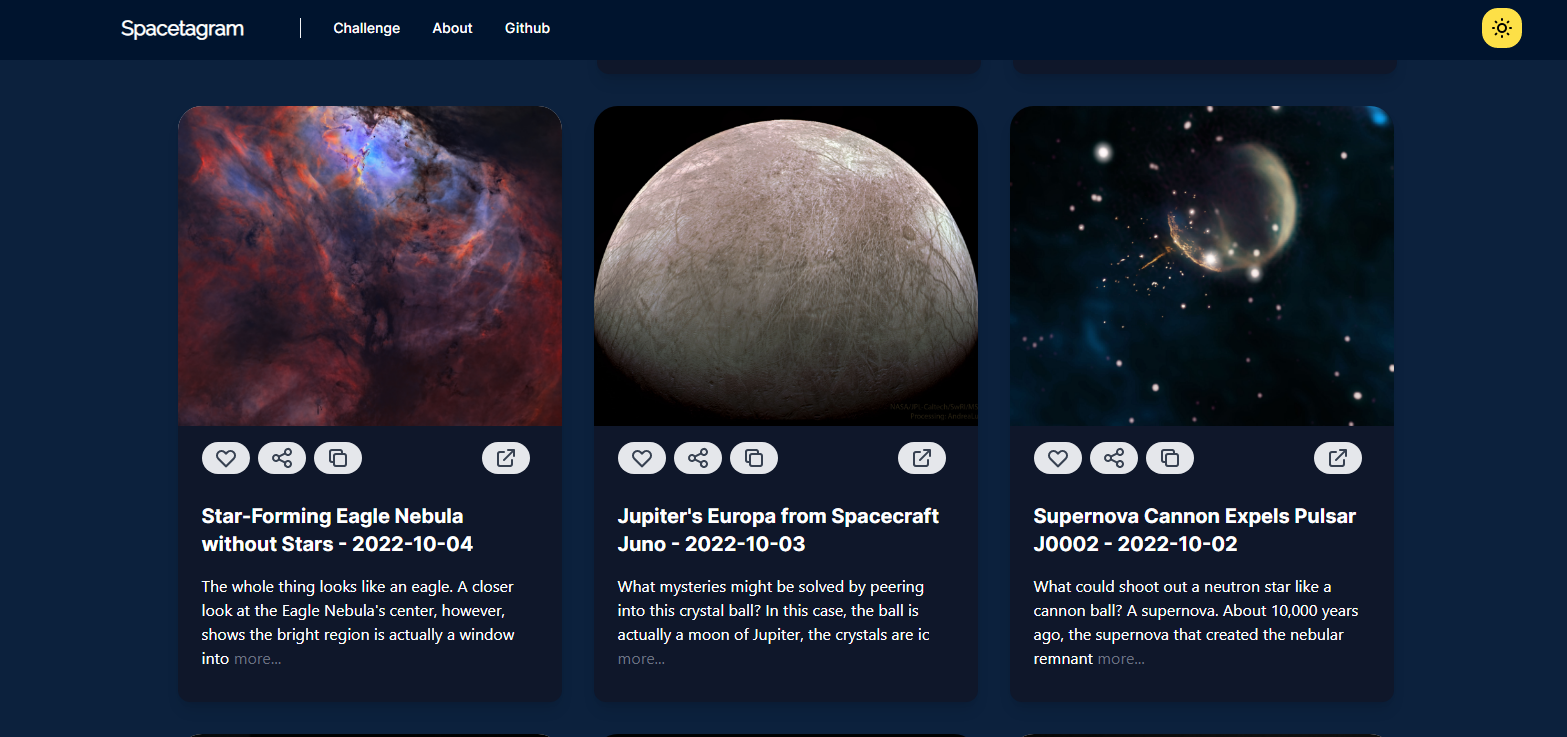 Spacetagram
Challenge
About
Github
NASA/JPL-Caltech/SwRI/MSS
Star-Forming Eagle Nebula
without Stars - 2022-10-04
The whole thing looks like an eagle. A closer
look at the Eagle Nebula's center, however,
shows the bright region is actually a window
into more...
Jupiter's Europa from Spacecraft
Juno - 2022-10-03
What mysteries might be solved by peering
into this crystal ball? In this case, the ball is
actually a moon of Jupiter, the crystals are ic
more...
Supernova Cannon Expels Pulsar
J0002 - 2022-10-02
What could shoot out a neutron star like a
cannon ball? A supernova. About 10,000 years
ago, the supernova that created the nebular
remnant more...